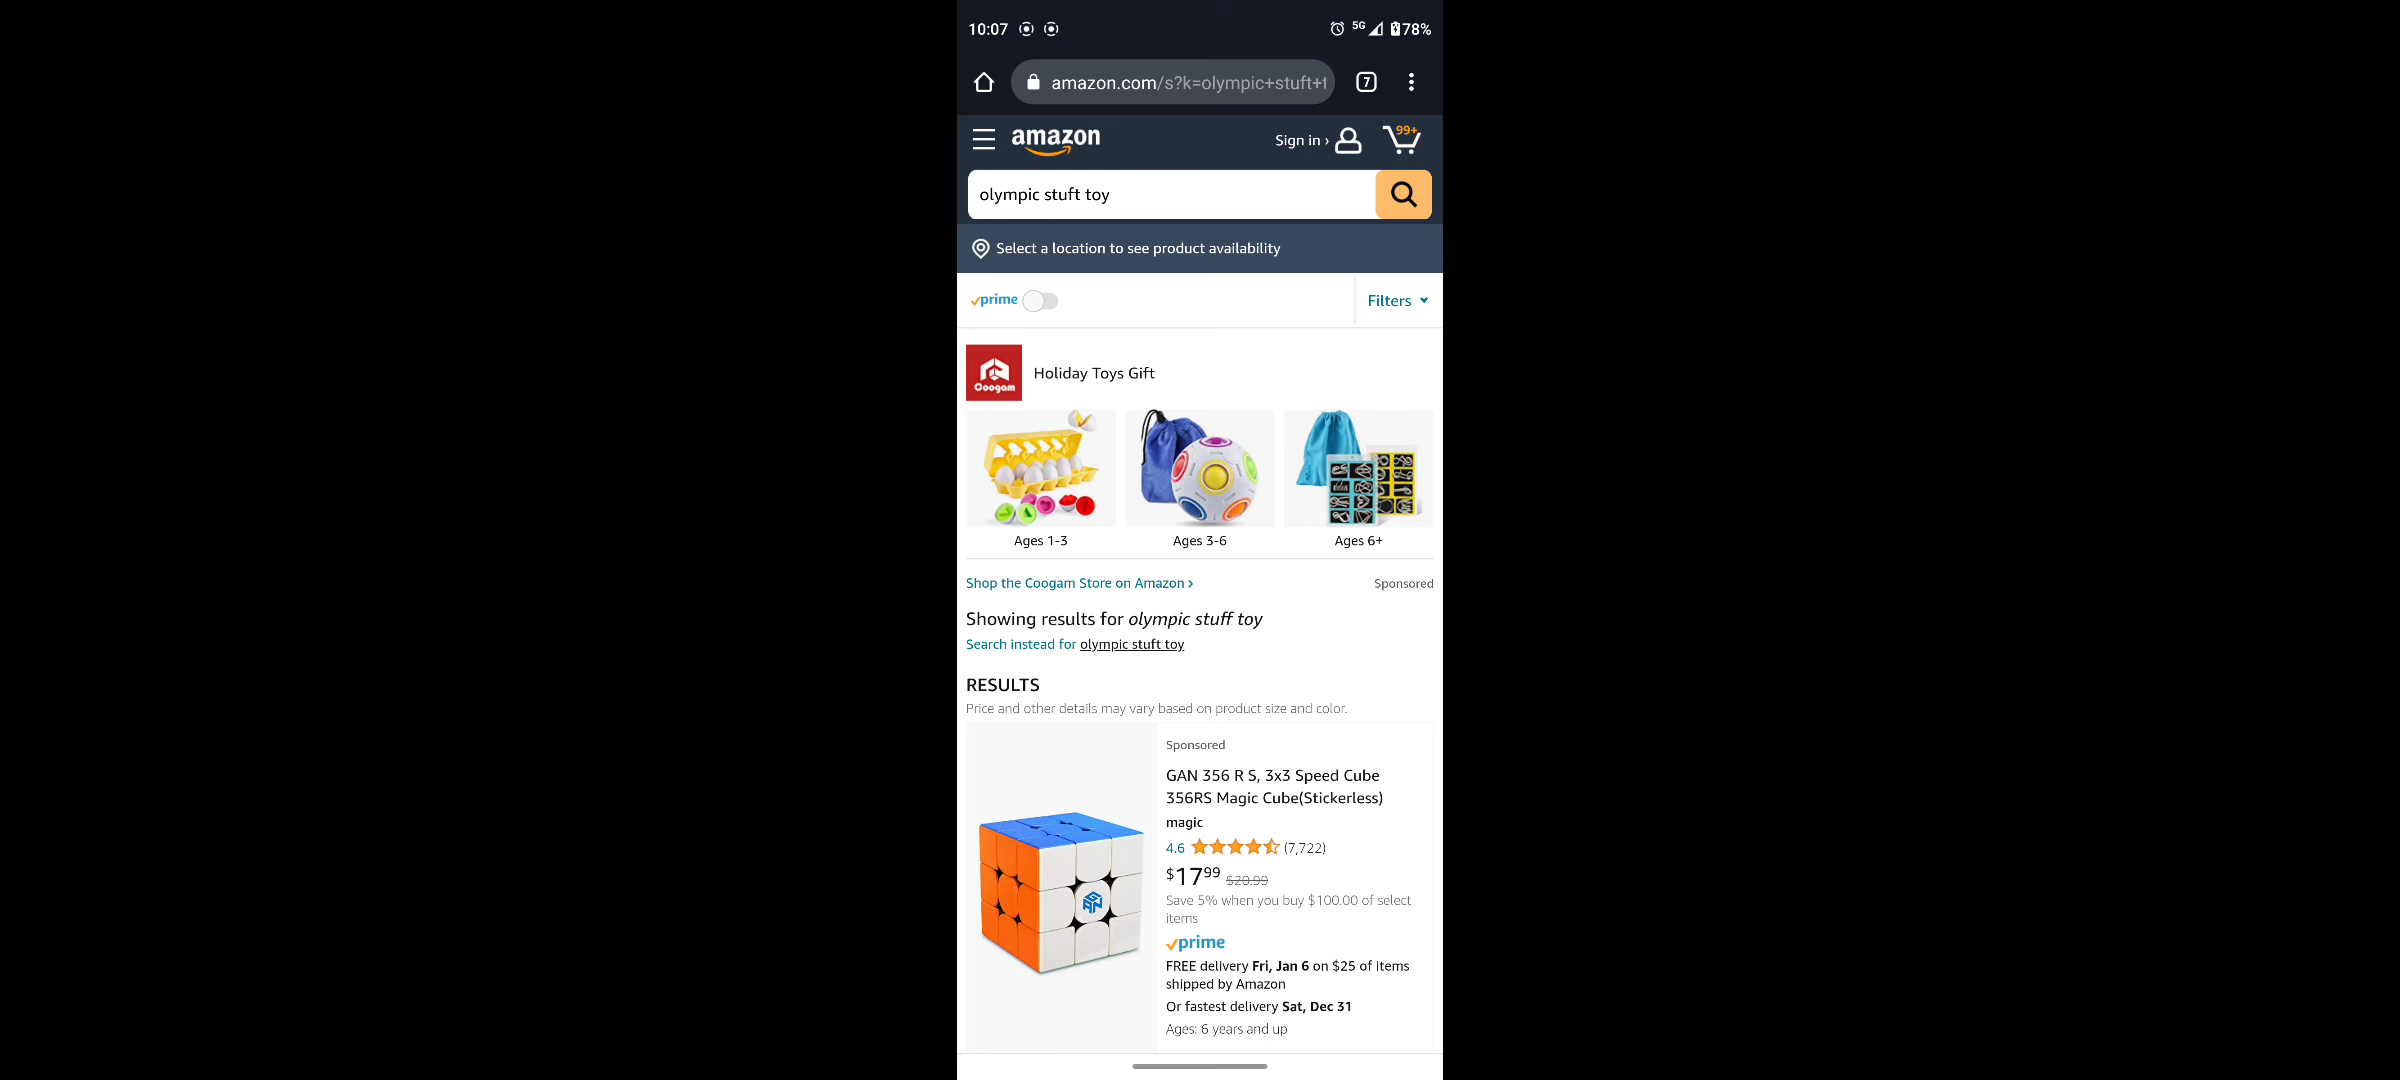 10:07
5G
78%
amazon.com/s?k=olympic+stuft+t
7
amazon
Sign in ›
99+
olympic stuft toy
Select a location to see product availability
prime
Filters
Coogam
Holiday Toys Gift
Ages 1-3
Ages 3-6
Ages 6+
Shop the Coogam Store on Amazon ›
Sponsored
Showing results for olympic stuff toy
Search instead for olympic stuft toy
RESULTS
Price and other details may vary based on product size and color.
Sponsored
GAN 356 R S, 3x3 Speed Cube
356RS Magic Cube(Stickerless)
magic
4.6 (7,722)
$17 99 $20.99
Save 5% when you buy $100.00 of select
items
prime
FREE delivery Fri, Jan 6 on $25 of items
shipped by Amazon
Or fastest delivery Sat, Dec 31
Ages: 6 years and up
GAN